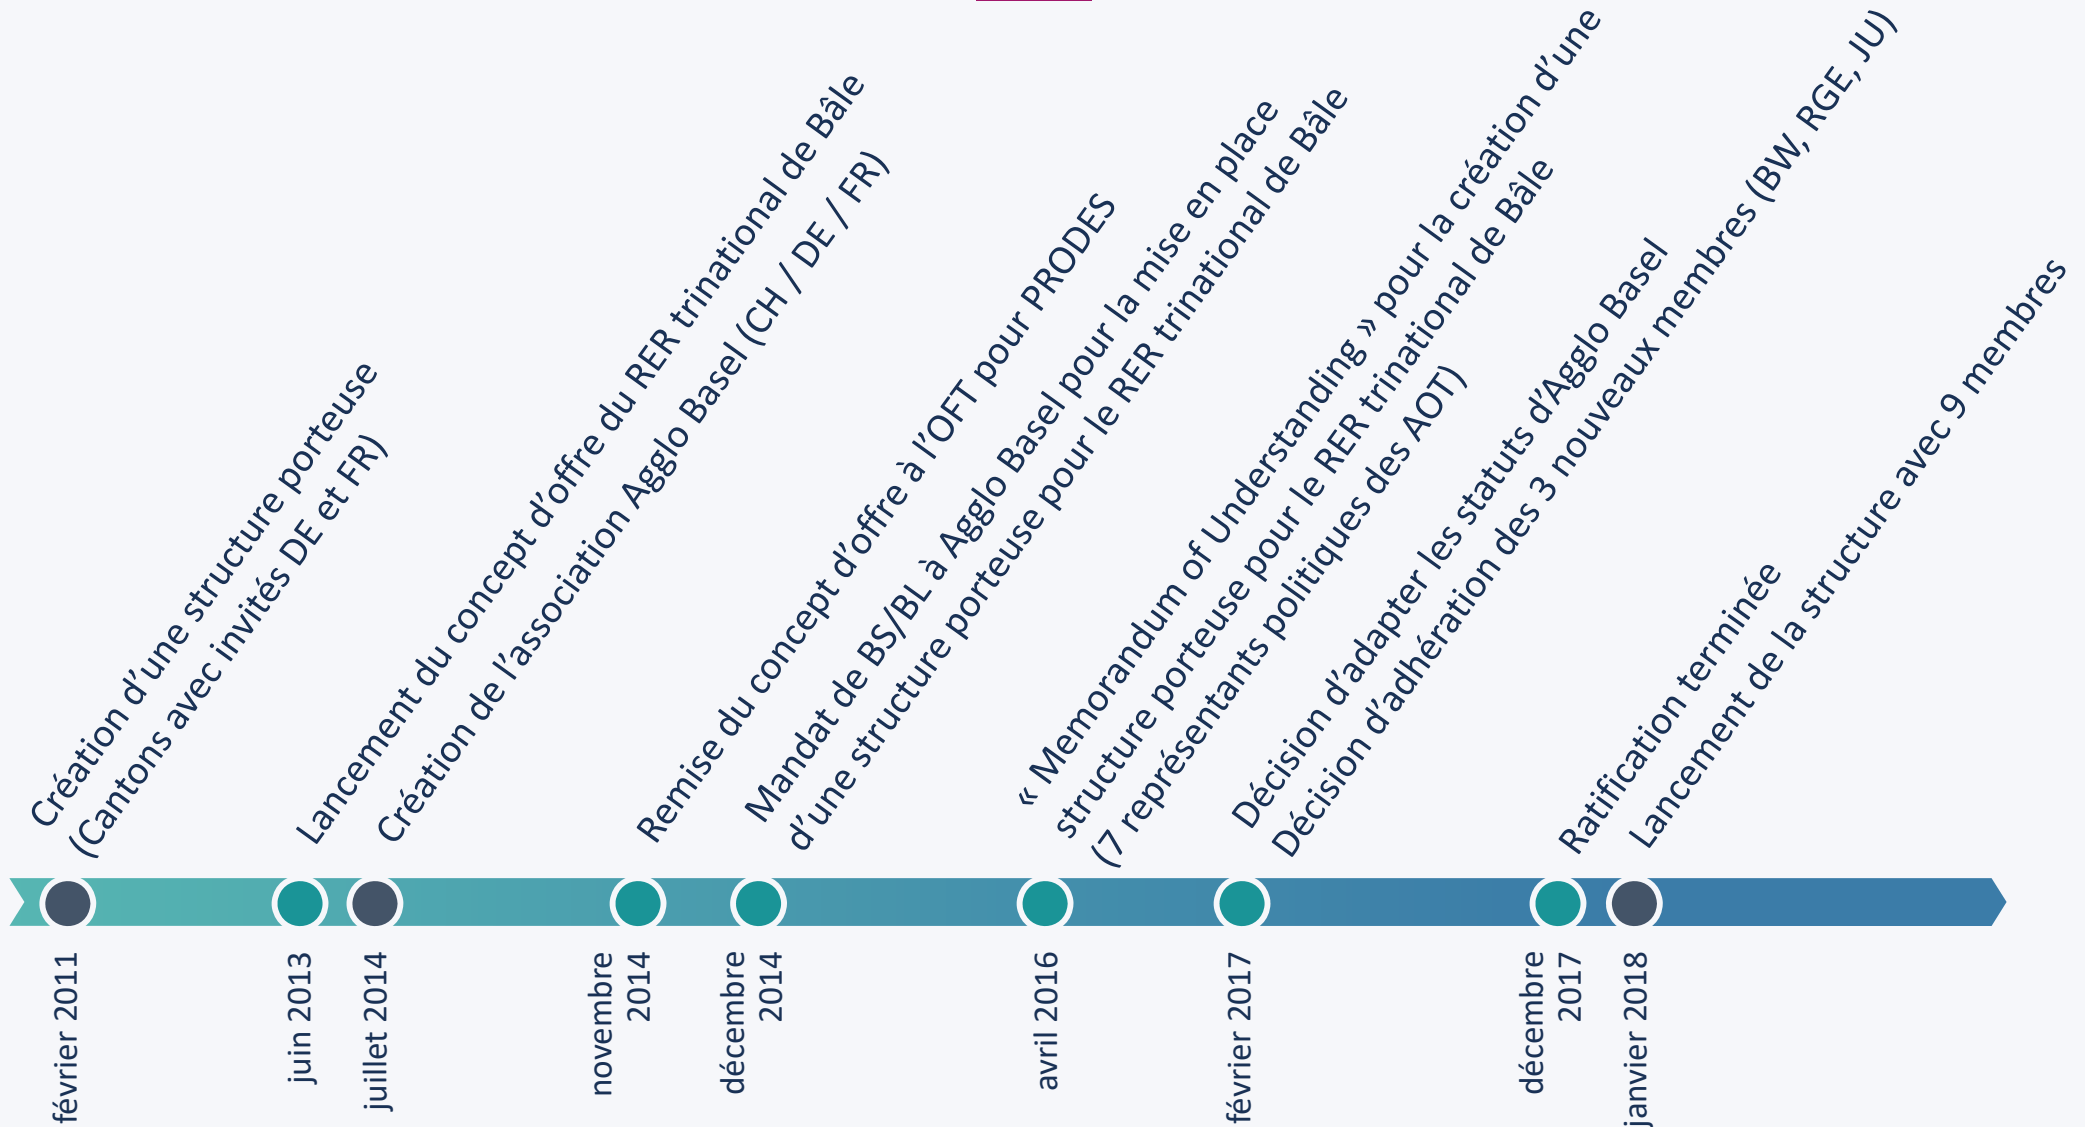 Création d’une structure porteuse
(Cantons avec invités DE et FR)
Lancement du concept d’offre du RER trinational de Bâle
Création de l’association Agglo Basel (CH / DE / FR)
Remise du concept d’offre à l’OFT pour PRODES
Mandat de BS/BL à Agglo Basel pour la mise en place
d’une structure porteuse pour le RER trinational de Bâle
« Memorandum of Understanding » pour la création d’une
structure porteuse pour le RER trinational de Bâle
(7 représentants politiques des AOT)
Décision d’adapter les statuts d’Agglo Basel
Décision d’adhération des 3 nouveaux membres (BW, RGE, JU)
Ratification terminée
Lancement de la structure avec 9 membres
février 2011
juin 2013
juillet 2014
novembre
2014
décembre
2014
avril 2016
février 2017
décembre
2017
janvier 2018